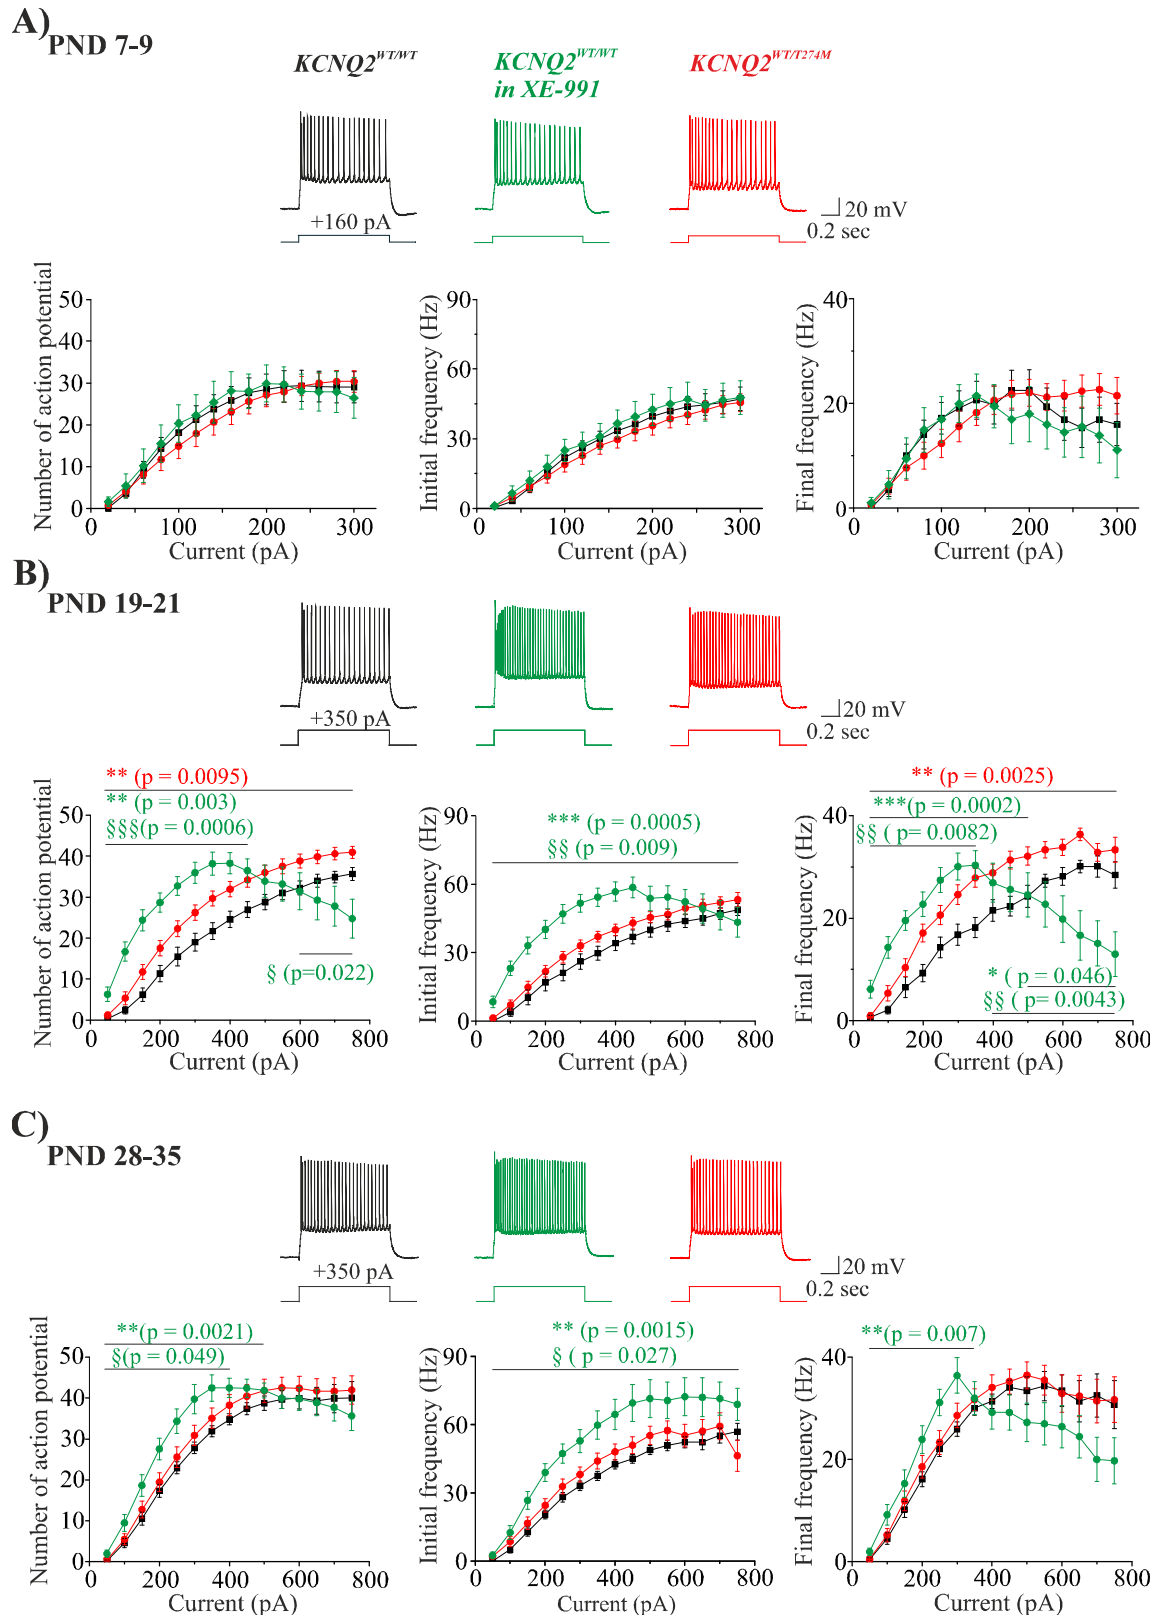 A)
PND 7-9
KCNQ2^WT/WT
KCNQ2^WT/WT
in XE-991
KCNQ2^WT/T274M
+160 pA
20 mV
0.2 sec
Number of action potential
50
40
30
20
10
0
0
100
200
300
Current (pA)
Initial frequency (Hz)
90
45
0
0
100
200
300
Current (pA)
Final frequency (Hz)
40
20
0
0
100
200
300
Current (pA)
B)
PND 19-21
+350 pA
20 mV
0.2 sec
** (p = 0.0095)
** (p = 0.003)
§§§(p = 0.0006)
§ (p=0.022)
Number of action potential
50
40
30
20
10
0
0
200
400
600
800
Current (pA)
*** (p = 0.0005)
§§ (p = 0.009)
Initial frequency (Hz)
90
60
30
0
0
200
400
600
800
Current (pA)
** (p = 0.0025)
***(p = 0.0002)
§§ ( p= 0.0082)
* ( p = 0.046)
§§ ( p= 0.0043)
Final frequency (Hz)
40
20
0
0
200
400
600
800
Current (pA)
C)
PND 28-35
+350 pA
20 mV
0.2 sec
**(p = 0.0021)
§(p = 0.049)
Number of action potential
50
40
30
20
10
0
0
200
400
600
800
Current (pA)
** (p = 0.0015)
§ ( p = 0.027)
Initial frequency (Hz)
90
60
30
0
0
200
400
600
800
Current (pA)
**(p = 0.007)
Final frequency (Hz)
40
20
0
0
200
400
600
800
Current (pA)